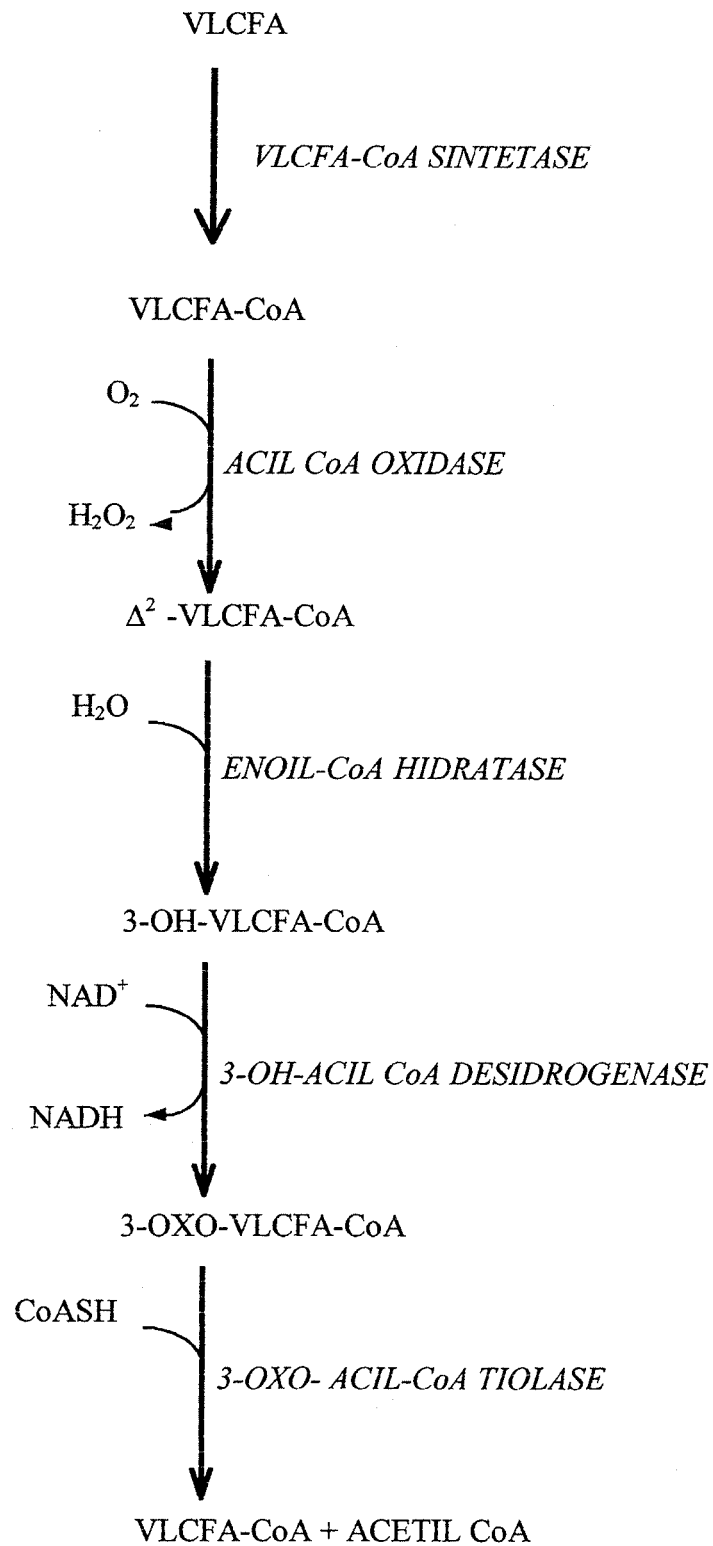 VLCFA
VLCFA-CoA SINTETASE
VLCFA-CoA
O₂
ACIL CoA OXIDASE
H₂O₂
Δ² -VLCFA-CoA
H₂O
ENOIL-CoA HIDRATASE
3-OH-VLCFA-CoA
NAD⁺
3-OH-ACIL CoA DESIDROGENASE
NADH
3-OXO-VLCFA-CoA
CoASH
3-OXO- ACIL-CoA TIOLASE
VLCFA-CoA + ACETIL CoA